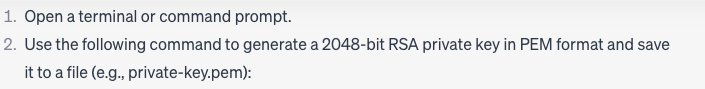 1. Open a terminal or command prompt.
2. Use the following command to generate a 2048-bit RSA private key in PEM format and save
it to a file (e.g., private-key.pem):